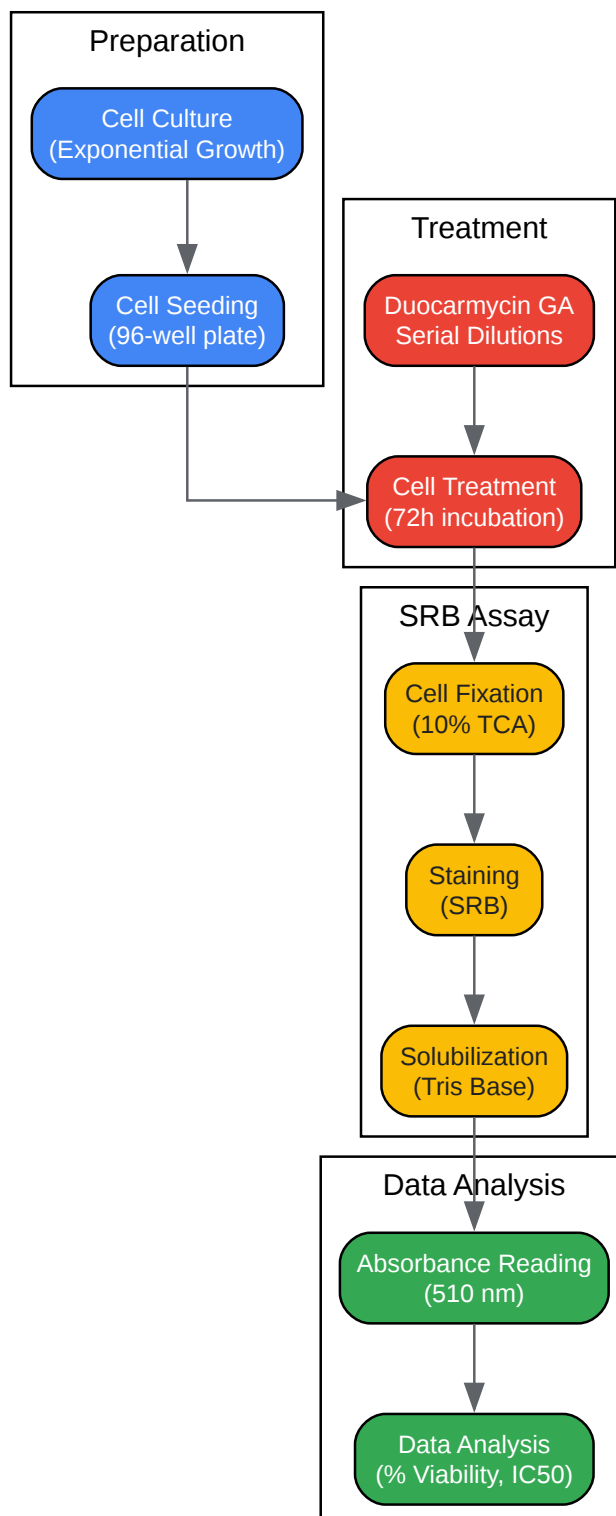 Preparation
Cell Culture
(Exponential Growth)
Cell Seeding
(96-well plate)
Treatment
Duocarmycin GA
Serial Dilutions
Cell Treatment
(72h incubation)
SRB Assay
Cell Fixation
(10% TCA)
Staining
(SRB)
Solubilization
(Tris Base)
Data Analysis
Absorbance Reading
(510 nm)
Data Analysis
(% Viability, IC50)